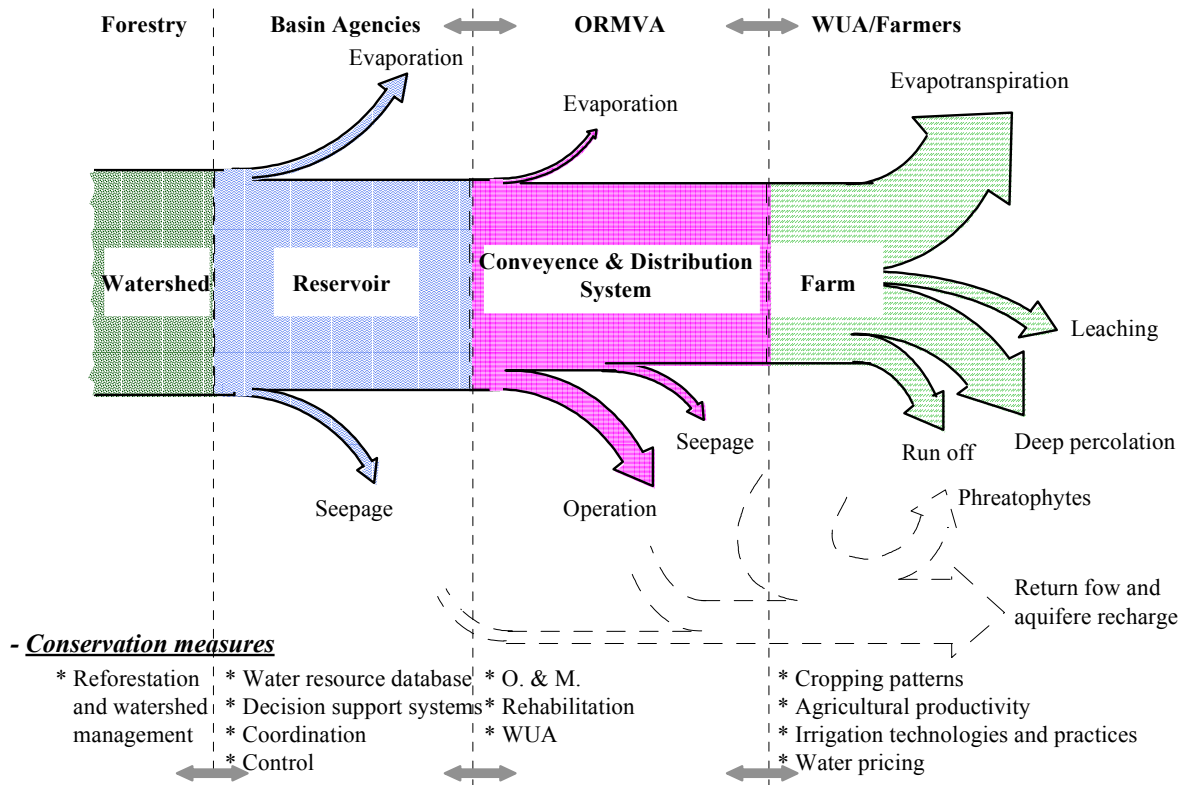 Forestry
Basin Agencies
ORMVA
WUA/Farmers
Evaporation
Evaporation
Evapotranspiration
Watershed
Reservoir
Conveyence & Distribution
System
Farm
Leaching
Seepage
Operation
Seepage
Run off
Deep percolation
Phreatophytes
Return fow and
aquifere recharge
- Conservation measures
* Reforestation
and watershed
management
* Water resource database
* Decision support systems
* Coordination
* Control
* O. & M.
* Rehabilitation
* WUA
* Cropping patterns
* Agricultural productivity
* Irrigation technologies and practices
* Water pricing